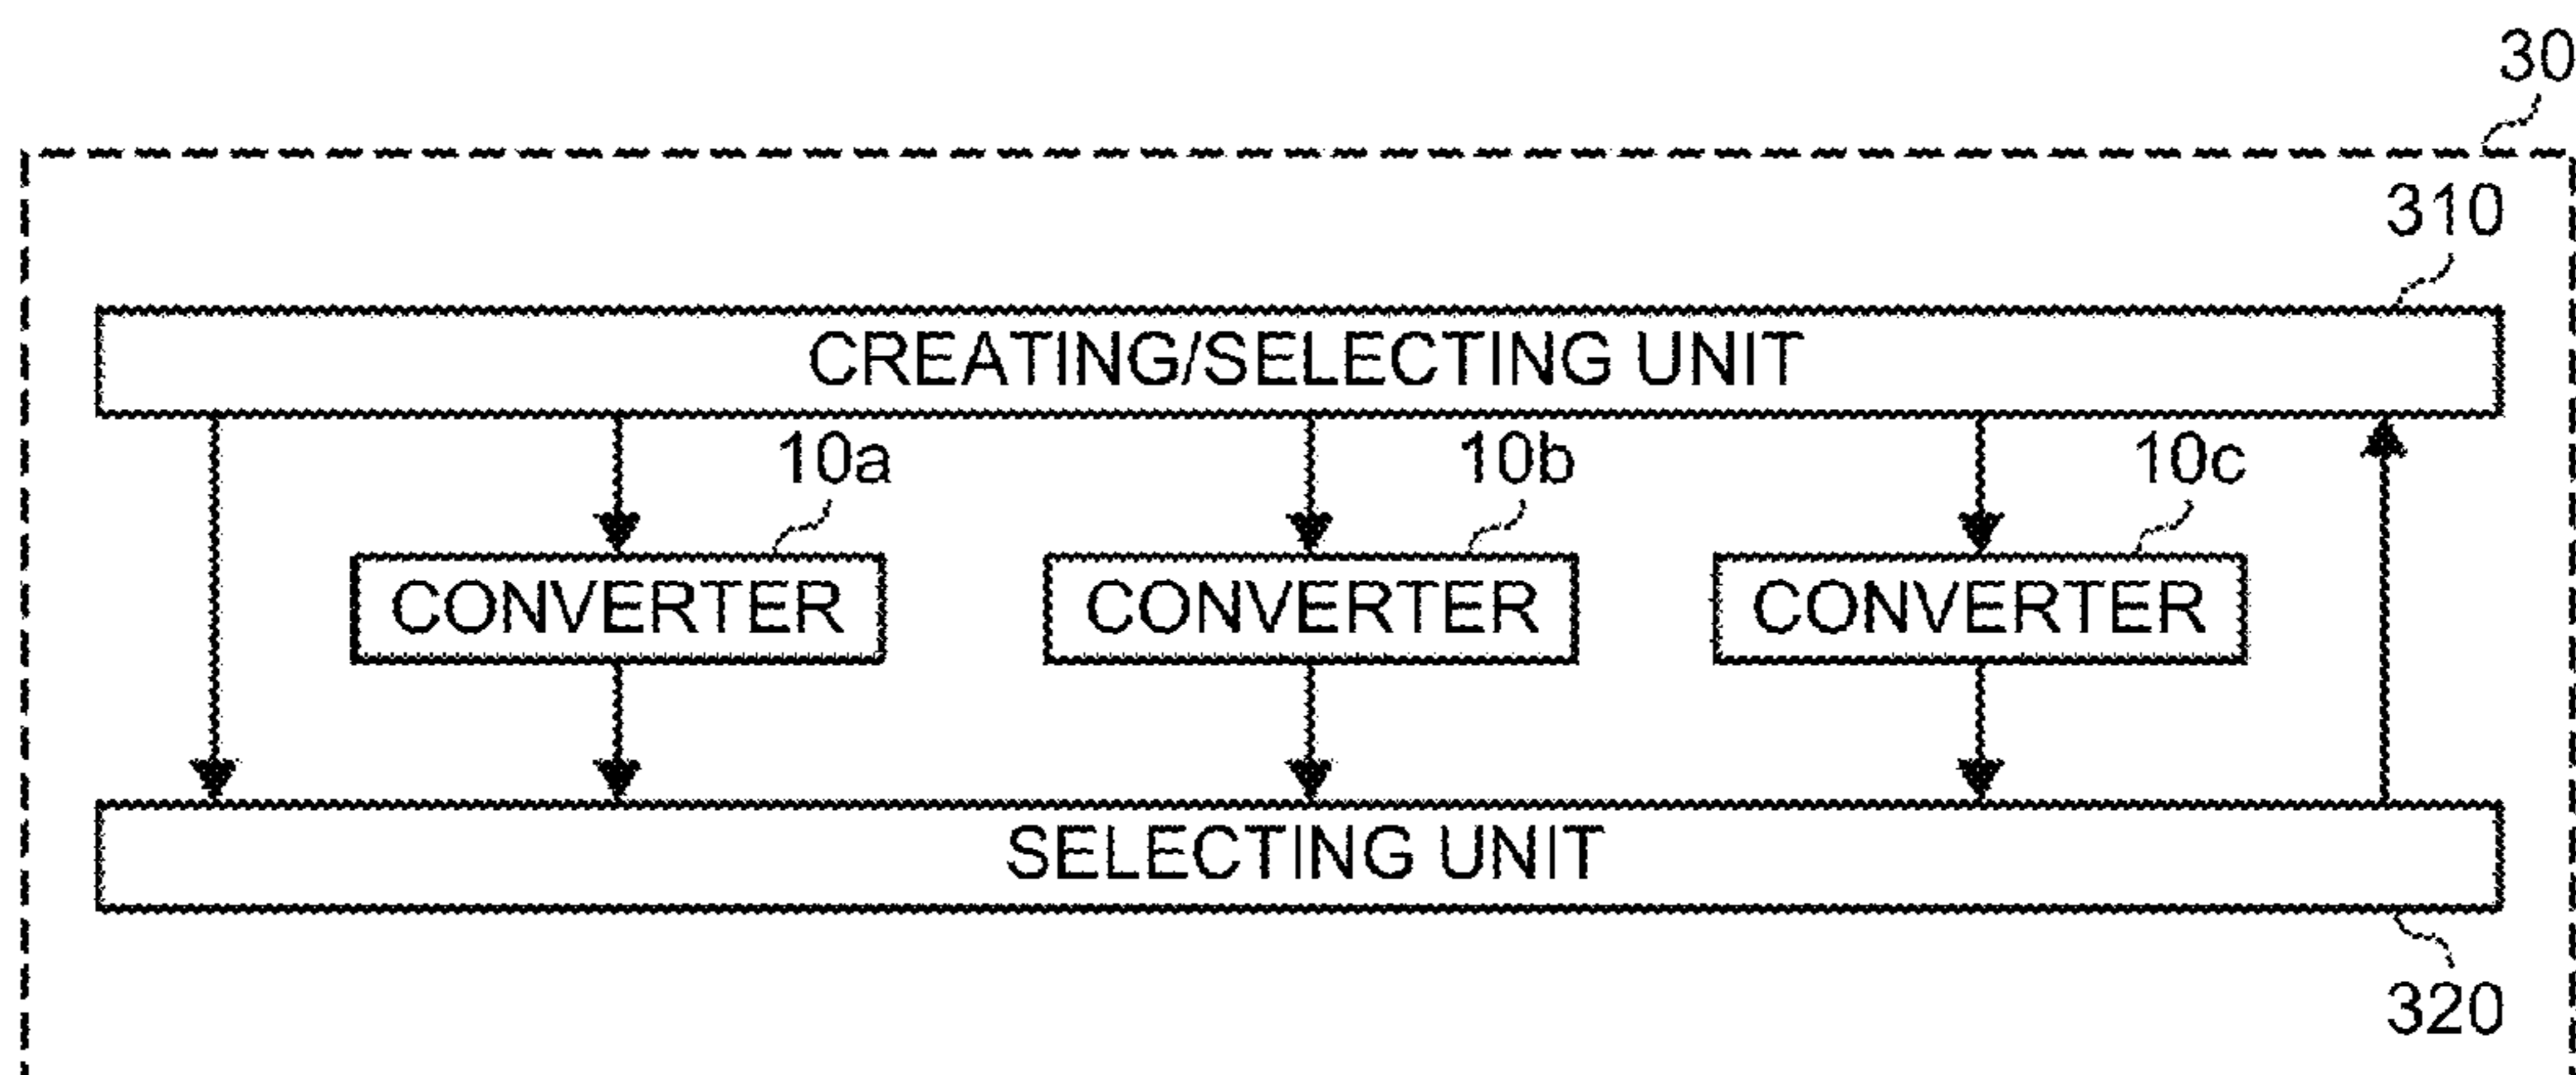 30
310
CREATING/SELECTING UNIT
10a 10b 10c
CONVERTER CONVERTER CONVERTER
SELECTING UNIT
320